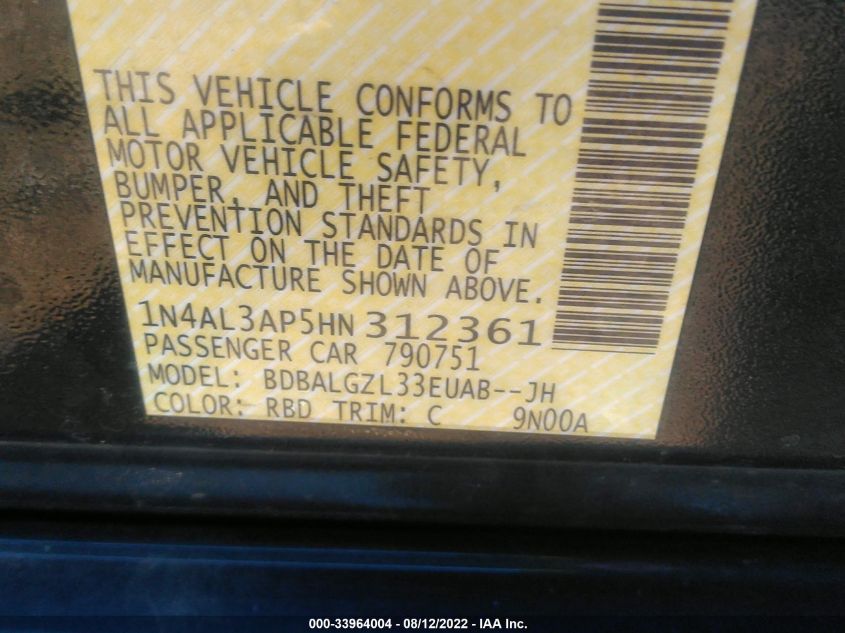 THIS VEHICLE CONFORMS TO
ALL APPLICABLE FEDERAL
MOTOR VEHICLE SAFETY,
BUMPER, AND THEFT
PREVENTION STANDARDS IN
EFFECT ON THE DATE OF
MANUFACTURE SHOWN ABOVE.
1N4AL3AP5HN312361
PASSENGER CAR 790751
MODEL: BDBALGZL33EUAB--JH
COLOR: RBD TRIM: C 9N00A
000-33964004 - 08/12/2022 - IAA Inc.